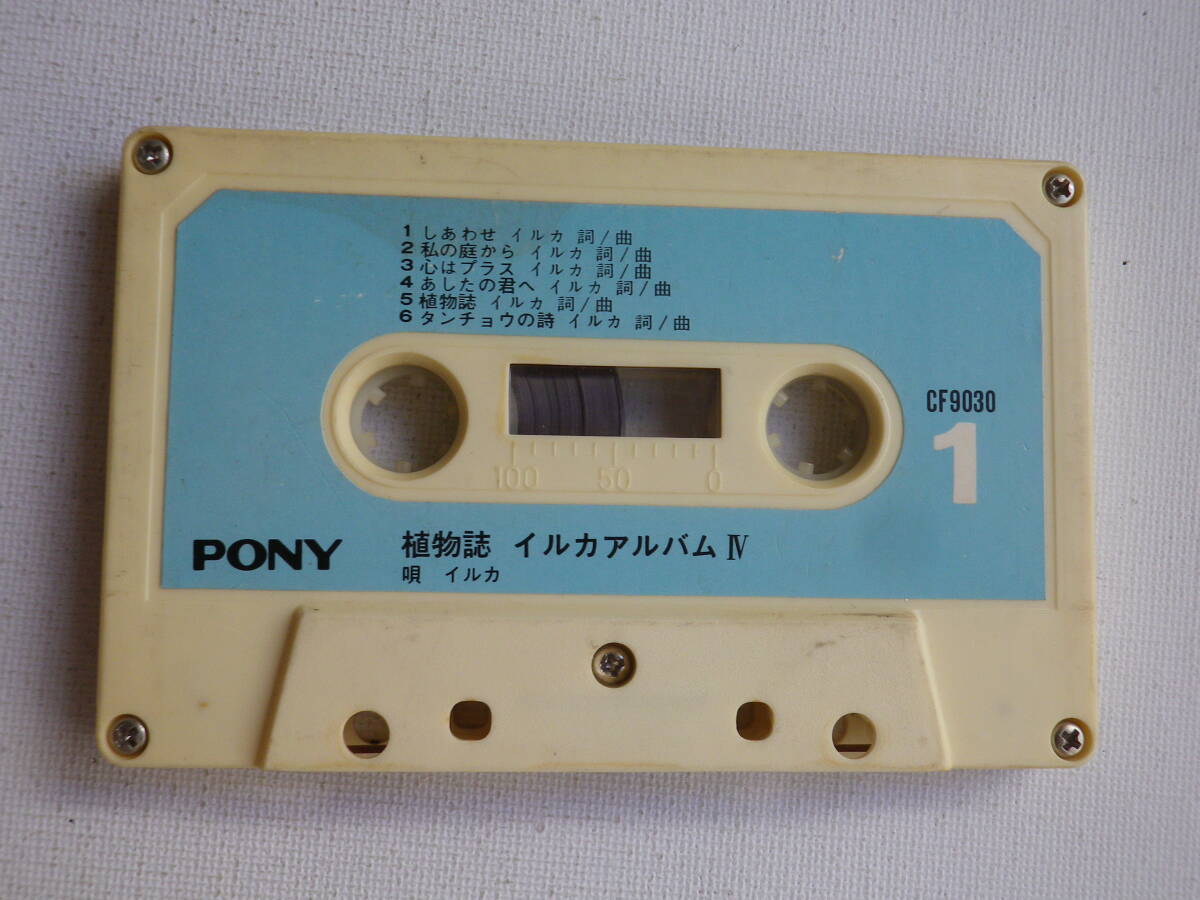 1 しあわせ イルカ 詞/曲
2 私の庭から イルカ 詞/曲
3 心はプラス イルカ 詞/曲
4 あしたの君へ イルカ 詞/曲
5 植物誌 イルカ 詞/曲
6 タンチョウの詩 イルカ 詞/曲
CF9030
1
100 50 0
PONY 植物誌 イルカアルバムⅣ
唄 イルカ